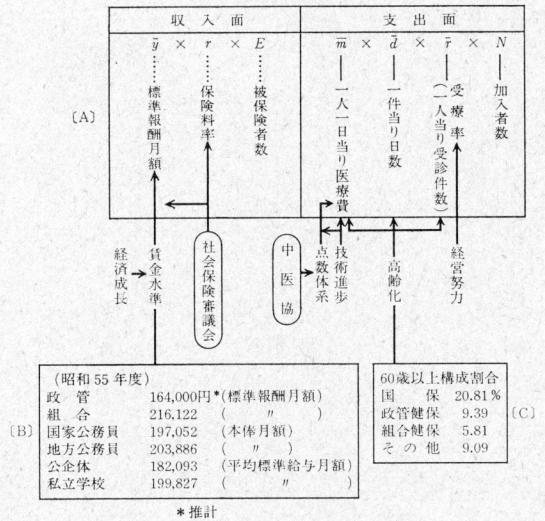 収入面
支出面
ȳ × r × E
m̄ × d̄ × r̄ × N
〔A〕
……標準報酬月額
……保険料率
……被保険者数
一人一日当り医療費
一件当り日数
受療率
(一人当り受診件数)
加入者数
経済成長
賃金水準
社会保険審議会
中医協
点数体系
技術進歩
高齢化
経営努力
〔B〕
(昭和55年度)
政管 164,000円*(標準報酬月額)
組合 216,122 ( 〃 )
国家公務員 197,052 (本俸月額)
地方公務員 203,886 ( 〃 )
公企体 182,093 (平均標準給与月額)
私立学校 199,827 ( 〃 )
*推計
〔C〕
60歳以上構成割合
国保 20.81%
政管健保 9.39
組合健保 5.81
その他 9.09